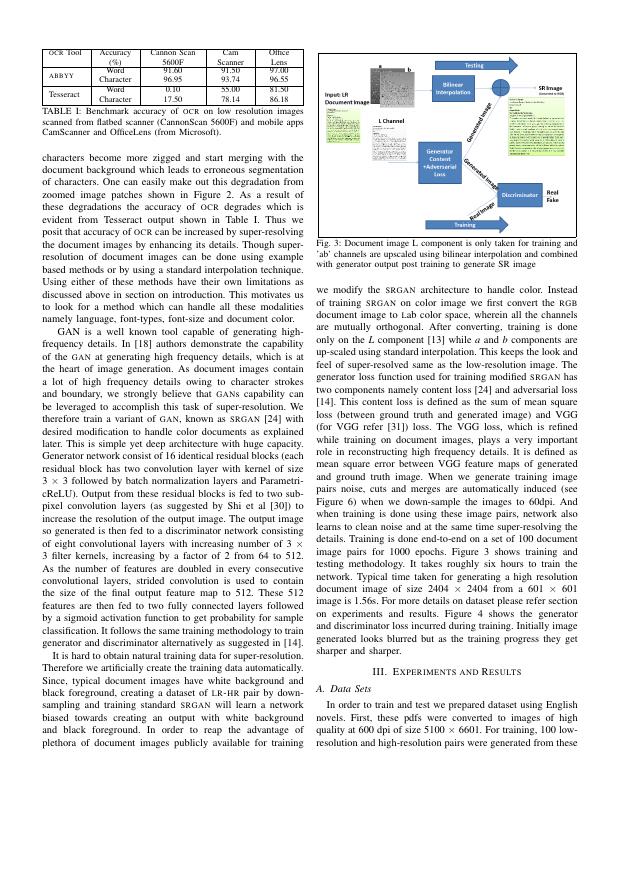 OCR Tool Accuracy (%) Cannon Scan 5600F Cam Scanner Office Lens
ABBYY Word 91.60 91.50 97.00
Character 96.95 93.74 96.55
Tesseract Word 0.10 55.00 81.50
Character 17.50 78.14 86.18
TABLE I: Benchmark accuracy of OCR on low resolution images
scanned from flatbed scanner (CannonScan 5600F) and mobile apps
CamScanner and OfficeLens (from Microsoft).
characters become more zigged and start merging with the
document background which leads to erroneous segmentation
of characters. One can easily make out this degradation from
zoomed image patches shown in Figure 2. As a result of
these degradations the accuracy of OCR degrades which is
evident from Tesseract output shown in Table I. Thus we
posit that accuracy of OCR can be increased by super-resolving
the document images by enhancing its details. Though super-
resolution of document images can be done using example
based methods or by using a standard interpolation technique.
Using either of these methods have their own limitations as
discussed above in section on introduction. This motivates us
to look for a method which can handle all these modalities
namely language, font-types, font-size and document color.
GAN is a well known tool capable of generating high-
frequency details. In [18] authors demonstrate the capability
of the GAN at generating high frequency details, which is at
the heart of image generation. As document images contain
a lot of high frequency details owing to character strokes
and boundary, we strongly believe that GANs capability can
be leveraged to accomplish this task of super-resolution. We
therefore train a variant of GAN, known as SRGAN [24] with
desired modification to handle color documents as explained
later. This is simple yet deep architecture with huge capacity.
Generator network consist of 16 identical residual blocks (each
residual block has two convolution layer with kernel of size
3 × 3 followed by batch normalization layers and Parametri-
cReLU). Output from these residual blocks is fed to two sub-
pixel convolution layers (as suggested by Shi et al [30]) to
increase the resolution of the output image. The output image
so generated is then fed to a discriminator network consisting
of eight convolutional layers with increasing number of 3 ×
3 filter kernels, increasing by a factor of 2 from 64 to 512.
As the number of features are doubled in every consecutive
convolutional layers, strided convolution is used to contain
the size of the final output feature map to 512. These 512
features are then fed to two fully connected layers followed
by a sigmoid activation function to get probability for sample
classification. It follows the same training methodology to train
generator and discriminator alternatively as suggested in [14].
It is hard to obtain natural training data for super-resolution.
Therefore we artificially create the training data automatically.
Since, typical document images have white background and
black foreground, creating a dataset of LR-HR pair by down-
sampling and training standard SRGAN will learn a network
biased towards creating an output with white background
and black foreground. In order to reap the advantage of
plethora of document images publicly available for training
Testing
a
b
Bilinear
Interpolation
SR Image
Input: LR
Document Image
L Channel
Generated Image
Generator
Content
+Adversarial
Loss
Generated Image
Discriminator
Real
Fake
Real Image
Training
Fig. 3: Document image L component is only taken for training and
'ab' channels are upscaled using bilinear interpolation and combined
with generator output post training to generate SR image
we modify the SRGAN architecture to handle color. Instead
of training SRGAN on color image we first convert the RGB
document image to Lab color space, wherein all the channels
are mutually orthogonal. After converting, training is done
only on the L component [13] while a and b components are
up-scaled using standard interpolation. This keeps the look and
feel of super-resolved same as the low-resolution image. The
generator loss function used for training modified SRGAN has
two components namely content loss [24] and adversarial loss
[14]. This content loss is defined as the sum of mean square
loss (between ground truth and generated image) and VGG
(for VGG refer [31]) loss. The VGG loss, which is refined
while training on document images, plays a very important
role in reconstructing high frequency details. It is defined as
mean square error between VGG feature maps of generated
and ground truth image. When we generate training image
pairs noise, cuts and merges are automatically induced (see
Figure 6) when we down-sample the images to 60dpi. And
when training is done using these image pairs, network also
learns to clean noise and at the same time super-resolving the
details. Training is done end-to-end on a set of 100 document
image pairs for 1000 epochs. Figure 3 shows training and
testing methodology. It takes roughly six hours to train the
network. Typical time taken for generating a high resolution
document image of size 2404 × 2404 from a 601 × 601
image is 1.56s. For more details on dataset please refer section
on experiments and results. Figure 4 shows the generator
and discriminator loss incurred during training. Initially image
generated looks blurred but as the training progress they get
sharper and sharper.
III. EXPERIMENTS AND RESULTS
A. Data Sets
In order to train and test we prepared dataset using English
novels. First, these pdfs were converted to images of high
quality at 600 dpi of size 5100 × 6601. For training, 100 low-
resolution and high-resolution pairs were generated from these